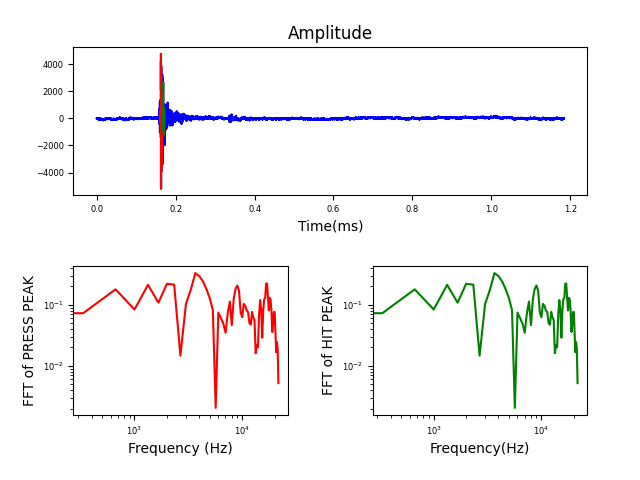 Amplitude
4000
2000
0
−2000
−4000
0.0 0.2 0.4 0.6 0.8 1.0 1.2
Time(ms)
FFT of PRESS PEAK
10⁻¹
10⁻²
10³ 10⁴
Frequency (Hz)
FFT of HIT PEAK
10⁻¹
10⁻²
10³ 10⁴
Frequency(Hz)